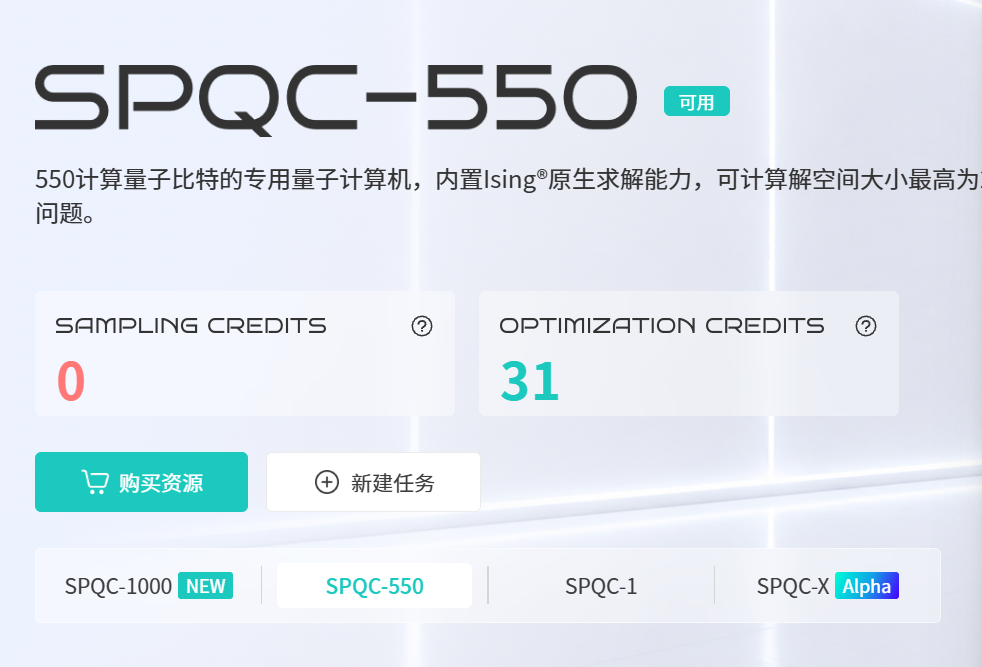 SPQC-550 可用
550计算量子比特的专用量子计算机，内置Ising®原生求解能力，可计算解空间大小最高为
问题。
SAMPLING CREDITS
0
OPTIMIZATION CREDITS
31
购买资源 新建任务
SPQC-1000 NEW SPQC-550 SPQC-1 SPQC-X Alpha